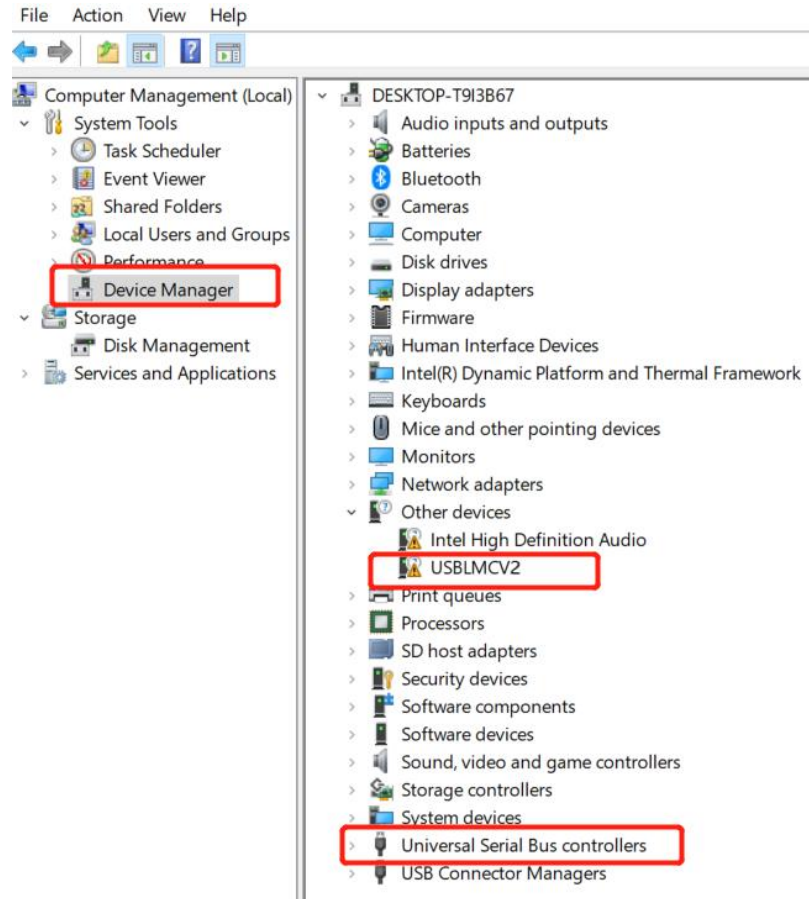 File Action View Help
Computer Management (Local)
System Tools
Task Scheduler
Event Viewer
Shared Folders
Local Users and Groups
Performance
Device Manager
Storage
Disk Management
Services and Applications
DESKTOP-T9I3B67
Audio inputs and outputs
Batteries
Bluetooth
Cameras
Computer
Disk drives
Display adapters
Firmware
Human Interface Devices
Intel(R) Dynamic Platform and Thermal Framework
Keyboards
Mice and other pointing devices
Monitors
Network adapters
Other devices
Intel High Definition Audio
USBLMCV2
Print queues
Processors
SD host adapters
Security devices
Software components
Software devices
Sound, video and game controllers
Storage controllers
System devices
Universal Serial Bus controllers
USB Connector Managers